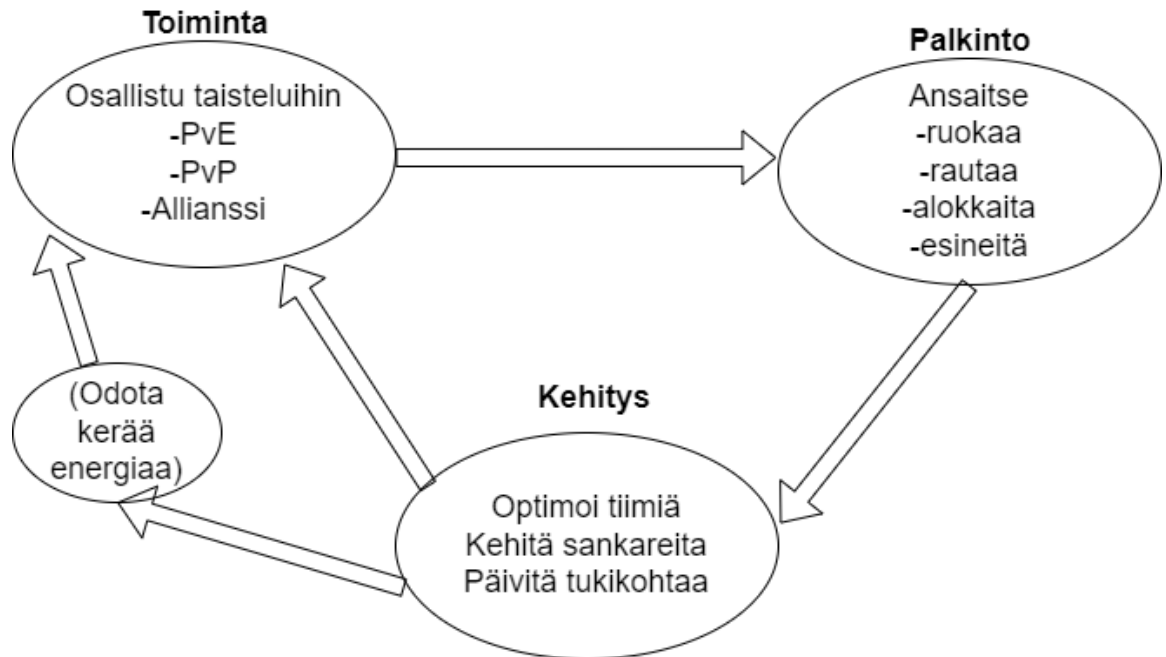 Toiminta
Osallistu taisteluihin
-PvE
-PvP
-Allianssi
Palkinto
Ansaitse
-ruokaa
-rautaa
-alokkaita
-esineitä
Kehitys
Optimoi tiimiä
Kehitä sankareita
Päivitä tukikohtaa
(Odota
kerää
energiaa)